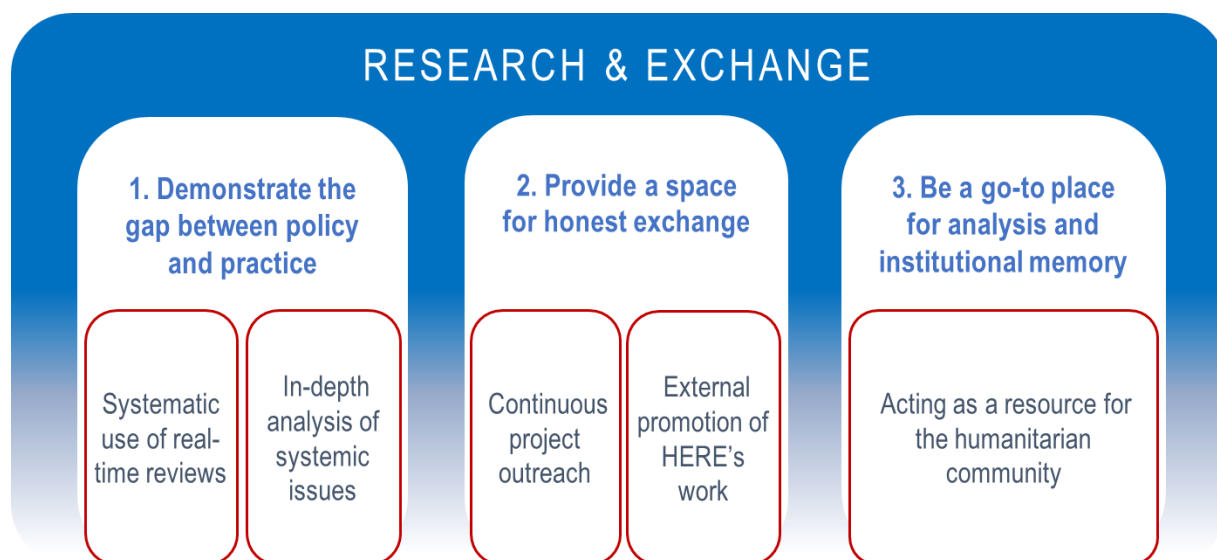 RESEARCH & EXCHANGE
1. Demonstrate the
gap between policy
and practice
Systematic
use of real-
time reviews
In-depth
analysis of
systemic
issues
2. Provide a space
for honest exchange
Continuous
project
outreach
External
promotion of
HERE’s
work
3. Be a go-to place
for analysis and
institutional memory
Acting as a resource for
the humanitarian
community